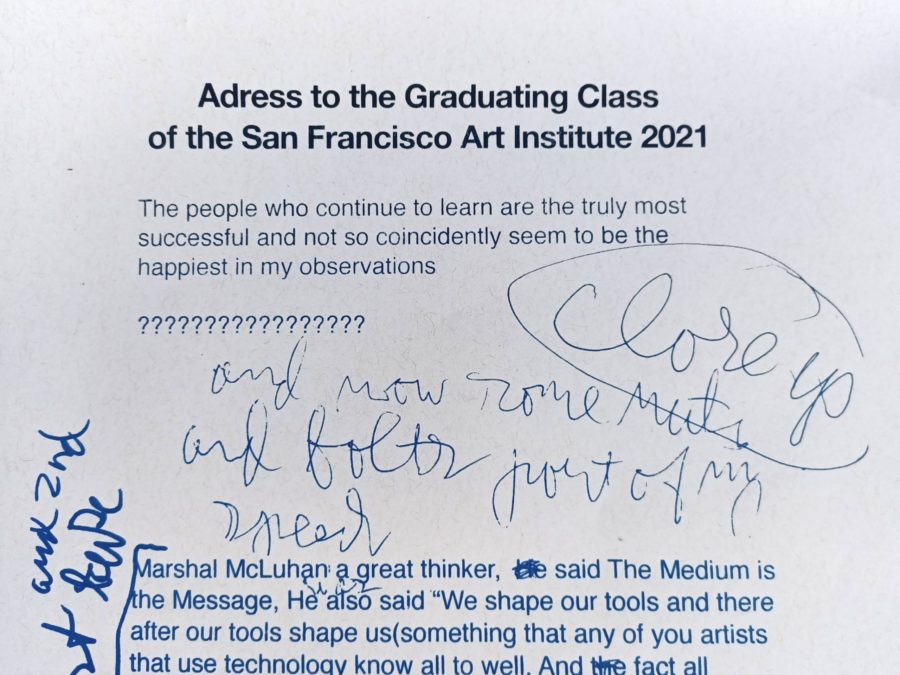 Adress to the Graduating Class
of the San Francisco Art Institute 2021
The people who continue to learn are the truly most
successful and not so coincidently seem to be the
happiest in my observations
?????????????????
Close up
and now some nuts
and bolts part of my
speech
and 2nd
Marshal McLuhan a great thinker, said The Medium is
the Message, He also said “We shape our tools and there
after our tools shape us(something that any of you artists
that use technology know all to well. And the fact all